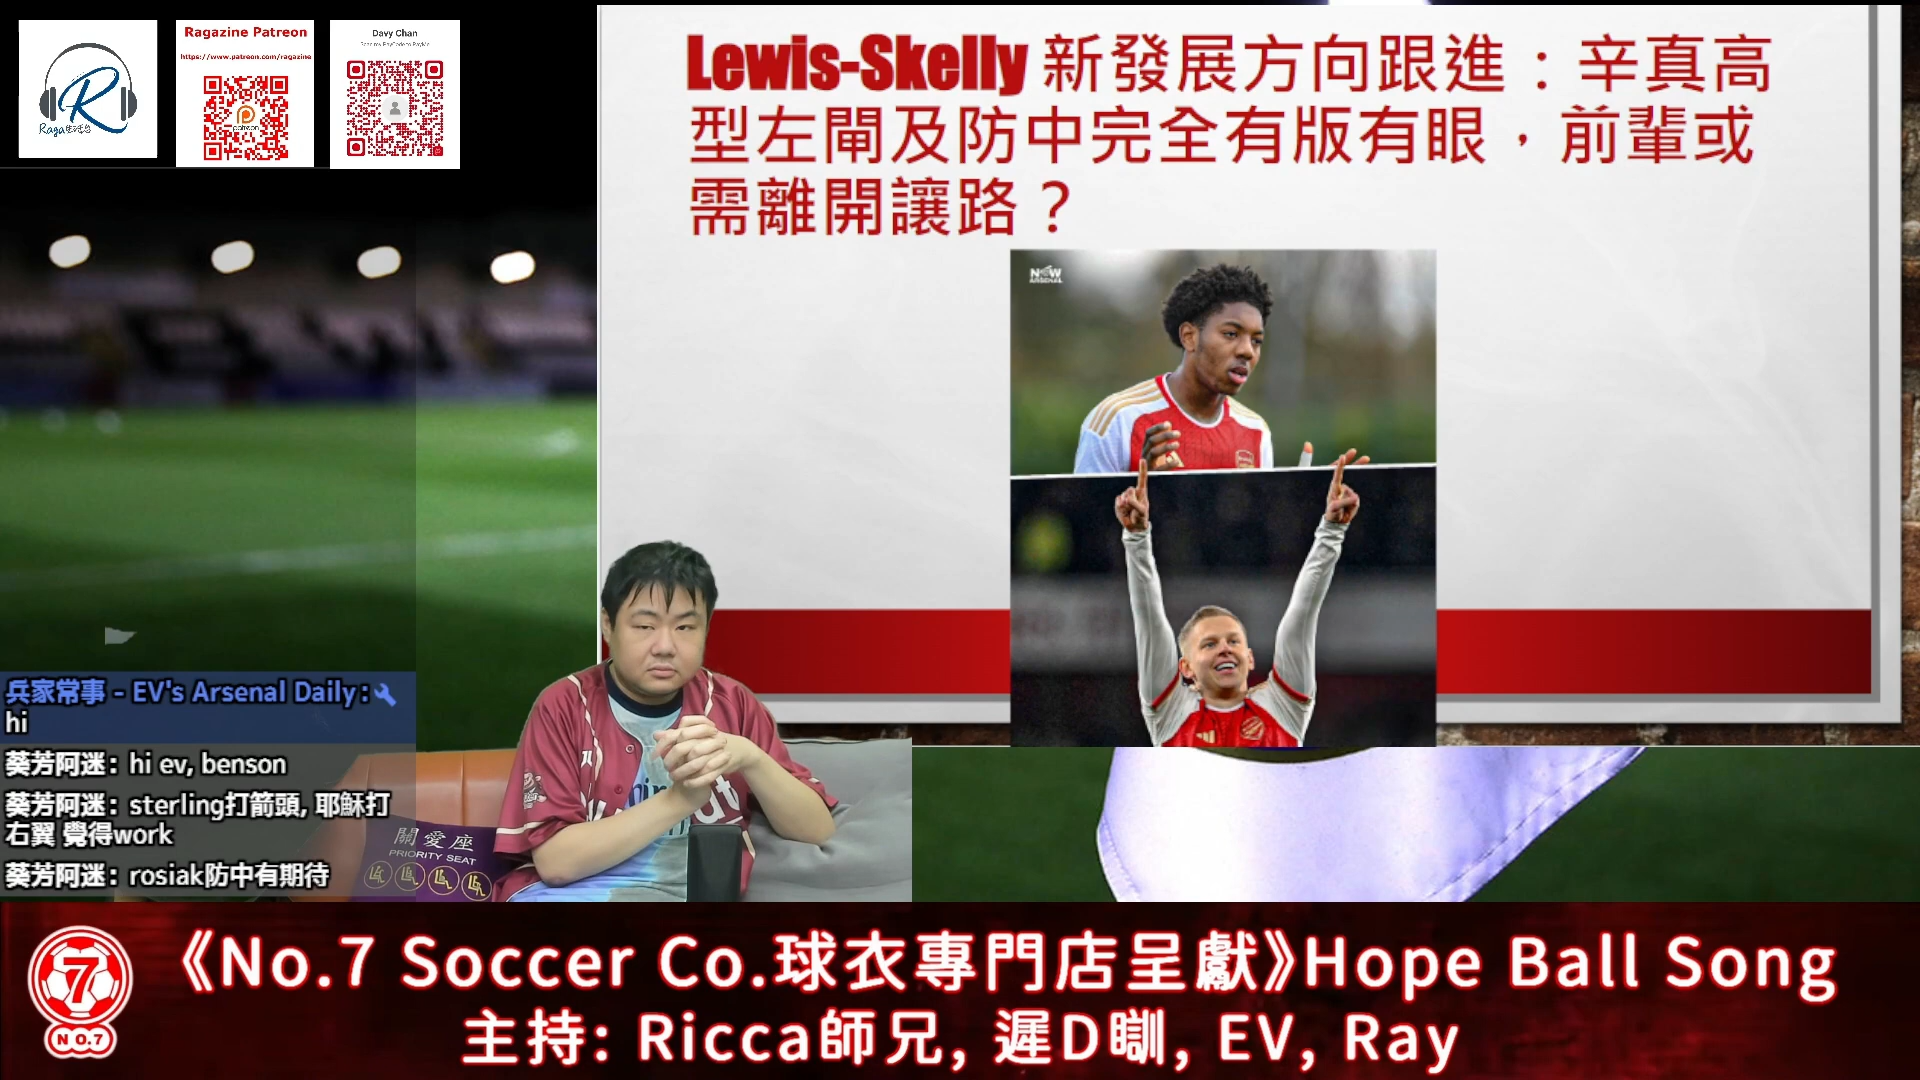 Raga
Ragazine Patreon
https://www.patreon.com/ragazine
patreon
Davy Chan
Lewis-Skelly 新發展方向跟進：辛真高
型左閘及防中完全有版有眼，前輩或
需離開讓路？
NEW
ARSENAL
兵家常事 - EV's Arsenal Daily:
hi
葵芳阿迷: hi ev, benson
葵芳阿迷: sterling打箭頭, 耶穌打
右翼 覺得work
葵芳阿迷: rosiak防中有期待
關愛座
PRIORITY SEAT
7
NO.7
《No.7 Soccer Co.球衣專門店呈獻》Hope Ball Song
主持: Ricca師兄, 遲D瞓, EV, Ray